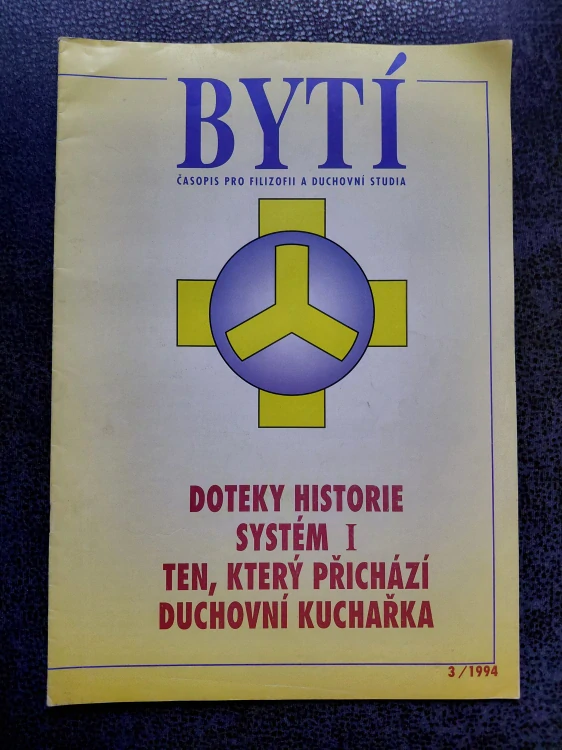 BYTÍ
ČASOPIS PRO FILIZOFII A DUCHOVNÍ STUDIA
DOTEKY HISTORIE
SYSTÉM I
TEN, KTERÝ PŘICHÁZÍ
DUCHOVNÍ KUCHAŘKA
3/1994